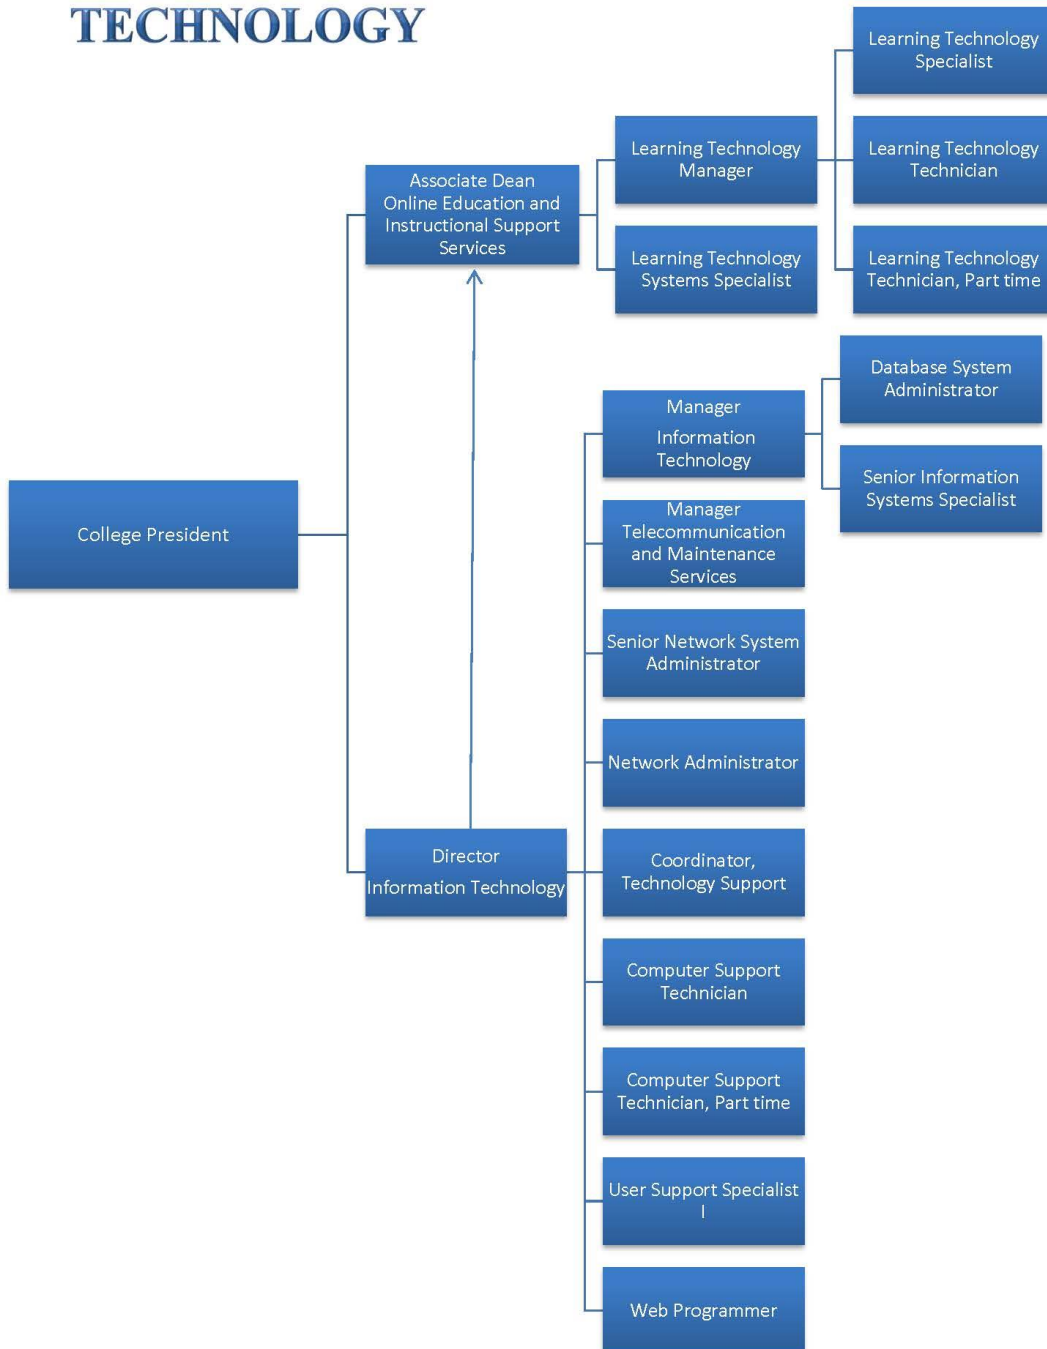 TECHNOLOGY
College President
Associate Dean
Online Education and
Instructional Support
Services
Learning Technology
Manager
Learning Technology
Specialist
Learning Technology
Technician
Learning Technology
Technician, Part time
Learning Technology
Systems Specialist
Director
Information Technology
Manager
Information
Technology
Database System
Administrator
Senior Information
Systems Specialist
Manager
Telecommunication
and Maintenance
Services
Senior Network System
Administrator
Network Administrator
Coordinator,
Technology Support
Computer Support
Technician
Computer Support
Technician, Part time
User Support Specialist
I
Web Programmer